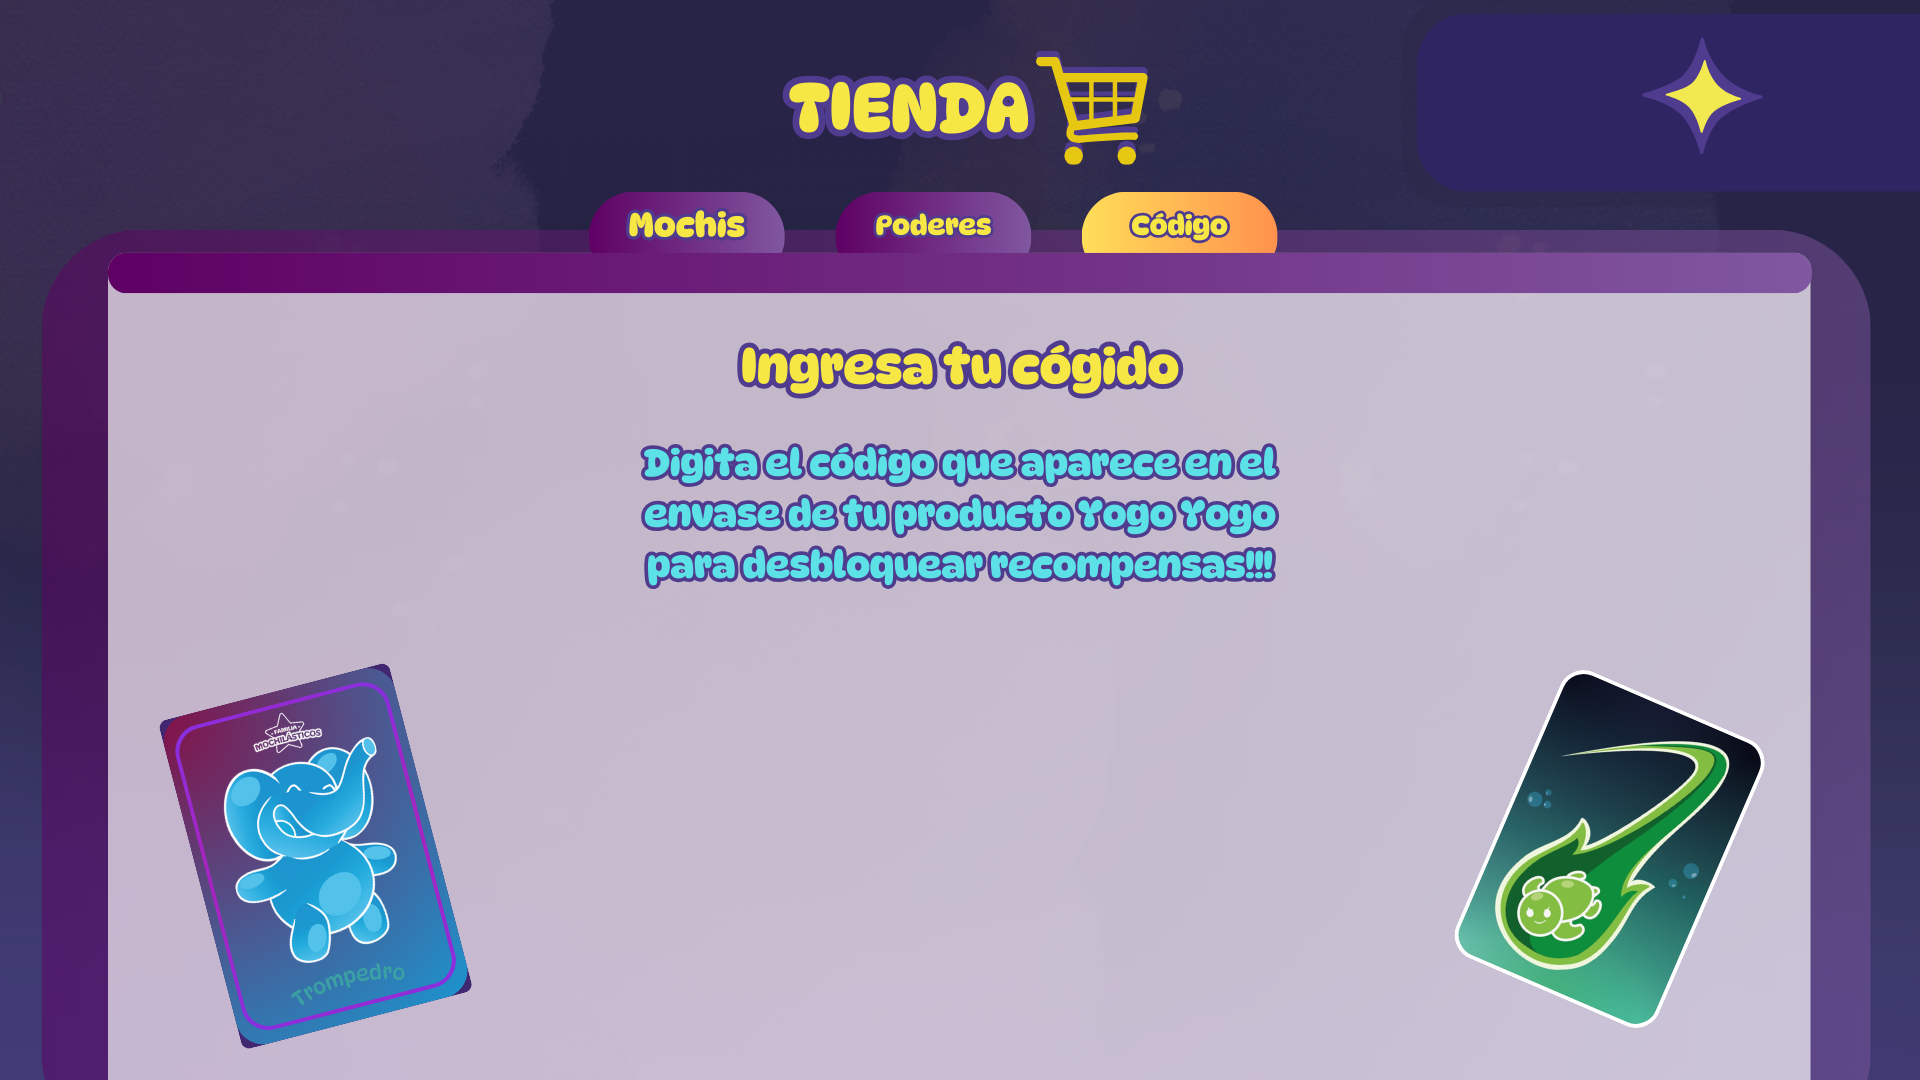 TIENDA
Mochis
Poderes
Código
Ingresa tu cógido
Digita el código que aparece en el
envase de tu producto Yogo Yogo
para desbloquear recompensas!!!
FAMILIA
MOCHILÁSTICOS
Trompedro